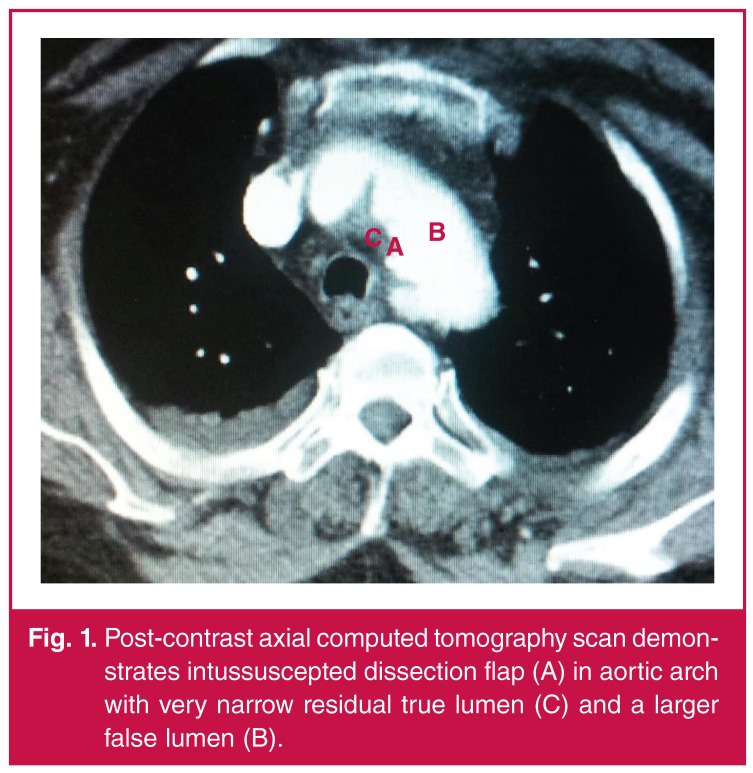 C A B
Fig. 1. Post-contrast axial computed tomography scan demon-
strates intussuscepted dissection flap (A) in aortic arch
with very narrow residual true lumen (C) and a larger
false lumen (B).